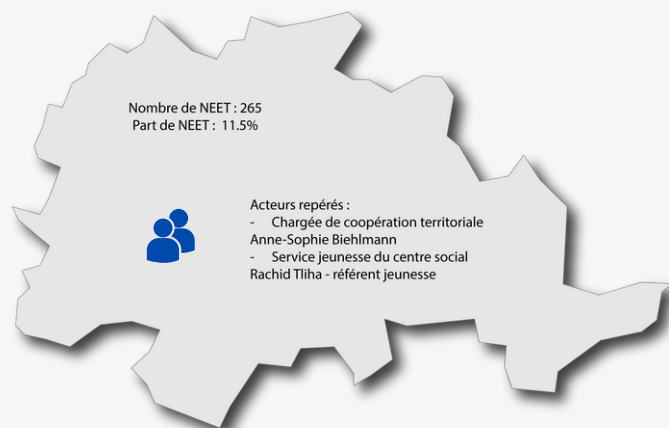 Nombre de NEET : 265
Part de NEET :  11.5%
Acteurs repérés :
-    Chargée de coopération territoriale
Anne-Sophie Biehlmann
-    Service jeunesse du centre social
Rachid Tliha - référent jeunesse